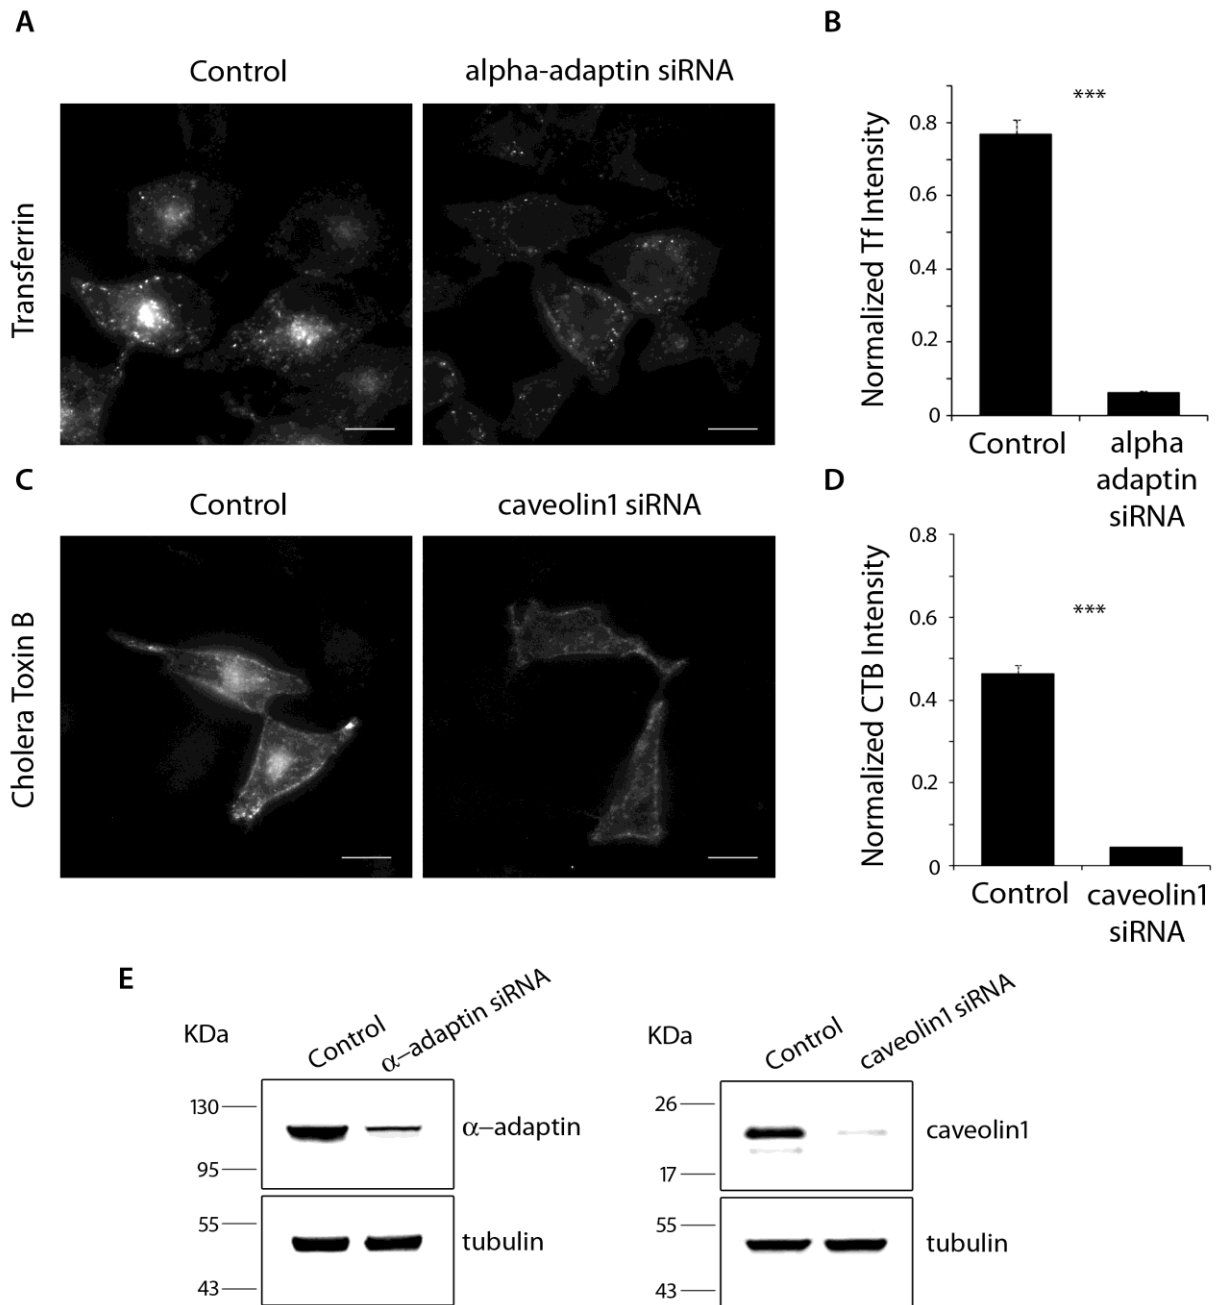 A
Control
alpha-adaptin siRNA
Transferrin
B
***
Normalized Tf Intensity
0.8
0.6
0.4
0.2
0
Control
alpha
adaptin
siRNA
C
Control
caveolin1 siRNA
Cholera Toxin B
D
***
Normalized CTB Intensity
0.8
0.6
0.4
0.2
0
Control
caveolin1
siRNA
E
KDa
Control
α–adaptin siRNA
130
95
α–adaptin
55
43
tubulin
KDa
Control
caveolin1 siRNA
26
17
caveolin1
55
43
tubulin